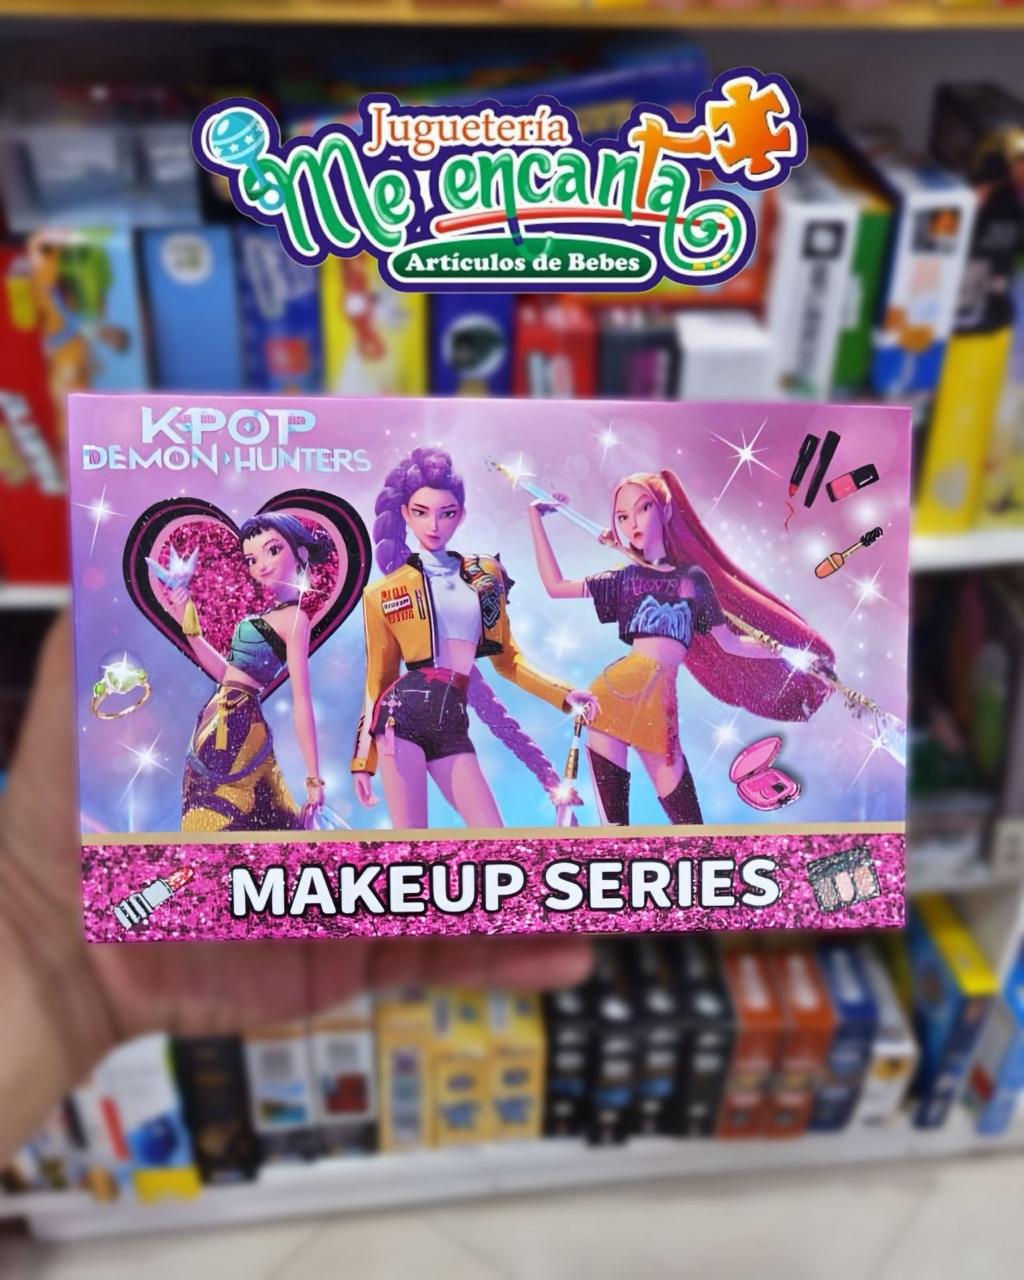 Juguetería
Me encanta
Artículos de Bebes
K-POP
DEMON HUNTERS
MAKEUP SERIES